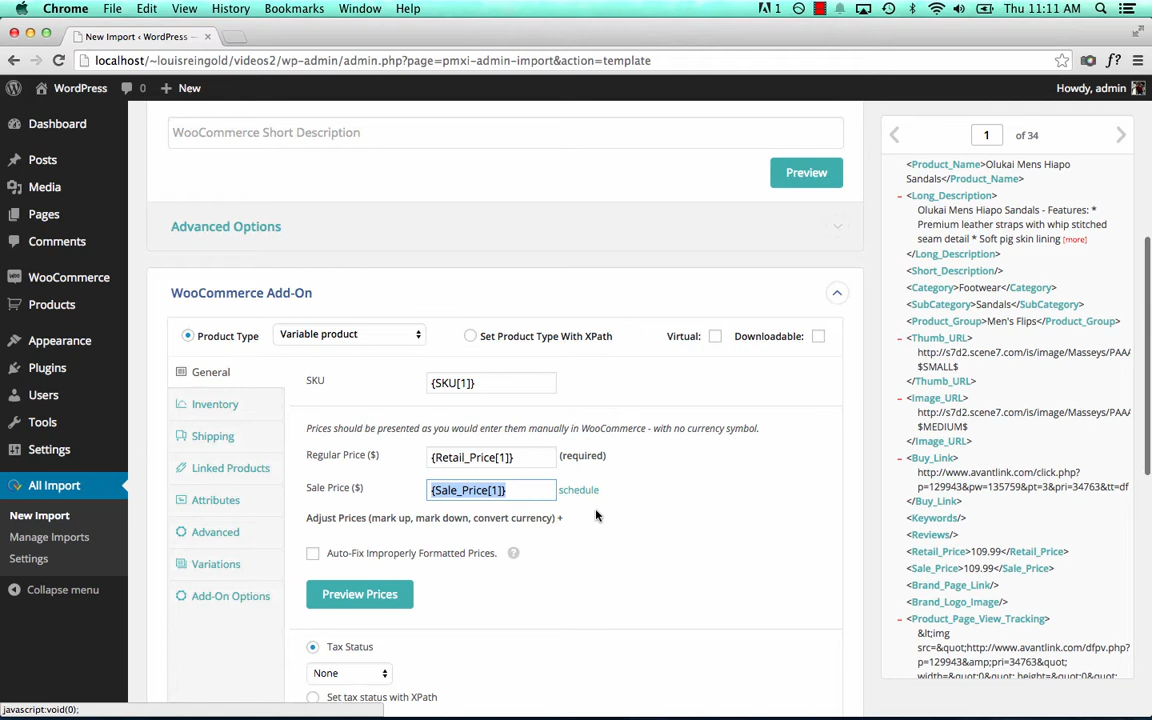 Chrome File Edit View History Bookmarks Window Help 1 Thu 11:11 AM
New Import ‹ WordPress
localhost/~louisreingold/videos2/wp-admin/admin.php?page=pmxi-admin-import&action=template
WordPress 0 + New Howdy, admin
Dashboard
Posts
Media
Pages
Comments
WooCommerce
Products
Appearance
Plugins
Users
Tools
Settings
All Import
New Import
Manage Imports
Settings
Collapse menu
WooCommerce Short Description
Preview
Advanced Options
WooCommerce Add-On
Product Type Variable product Set Product Type With XPath Virtual: Downloadable:
General
Inventory
Shipping
Linked Products
Attributes
Advanced
Variations
Add-On Options
SKU {SKU[1]}
Prices should be presented as you would enter them manually in WooCommerce - with no currency symbol.
Regular Price ($) {Retail_Price[1]} (required)
Sale Price ($) {Sale_Price[1]} schedule
Adjust Prices (mark up, mark down, convert currency) +
Auto-Fix Improperly Formatted Prices. ?
Preview Prices
Tax Status
None
Set tax status with XPath
1 of 34
<Product_Name>Olukai Mens Hiapo
Sandals</Product_Name>
<Long_Description>
Olukai Mens Hiapo Sandals - Features: *
Premium leather straps with whip stitched
seam detail * Soft pig skin lining [more]
</Long_Description>
<Short_Description/>
<Category>Footwear</Category>
<SubCategory>Sandals</SubCategory>
<Product_Group>Men's Flips</Product_Group>
<Thumb_URL>
http://s7d2.scene7.com/is/image/Masseys/PAAA
$SMALL$
</Thumb_URL>
<Image_URL>
http://s7d2.scene7.com/is/image/Masseys/PAAA
$MEDIUM$
</Image_URL>
<Buy_Link>
http://www.avantlink.com/click.php?
p=129943&pw=135759&pt=3&pri=34763&tt=df
</Buy_Link>
<Keywords/>
<Reviews/>
<Retail_Price>109.99</Retail_Price>
<Sale_Price>109.99</Sale_Price>
<Brand_Page_Link/>
<Brand_Logo_Image/>
<Product_Page_View_Tracking>
&lt;img
src=&quot;http://www.avantlink.com/dfpv.php?
p=129943&amp;pri=34763&quot;
width=&quot;0&quot; height=&quot;0&quot;
javascript:void(0);